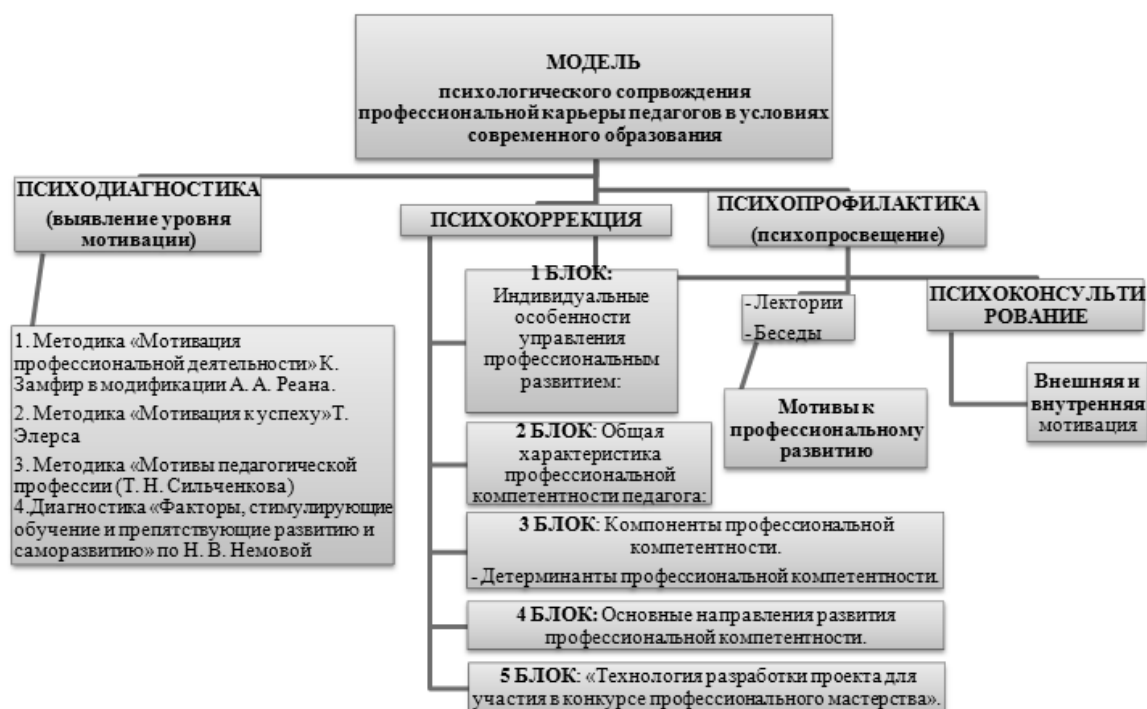 МОДЕЛЬ
психологического сопрвождения
профессиональной карьеры педагогов в условиях
современного образования
ПСИХОДИАГНОСТИКА
(выявление уровня
мотивации)
ПСИХОКОРРЕКЦИЯ
ПСИХОПРОФИЛАКТИКА
(психопросвещение)
1. Методика «Мотивация
профессиональной деятельности» К.
Замфир в модификации А. А. Реана.
2. Методика «Мотивация к успеху»Т.
Элерса
3. Методика «Мотивы педагогической
профессии (Т. Н. Сильченкова)
4.Диагностика «Факторы, стимулирующие
обучение и препятствующие развитию и
саморазвитию» по Н. В. Немовой
1 БЛОК:
Индивидуальные
особенности
управления
профессиональным
развитием:
2 БЛОК: Общая
характеристика
профессиональной
компетентности педагога:
3 БЛОК: Компоненты профессиональной
компетентности.
- Детерминанты профессиональной компетентности.
4 БЛОК: Основные направления развития
профессиональной компетентности.
5 БЛОК: «Технология разработки проекта для
участия в конкурсе профессионального мастерства».
- Лектории
- Беседы
Мотивы к
профессиональному
развитию
ПСИХОКОНСУЛЬТИ
РОВАНИЕ
Внешняя и
внутренняя
мотивация